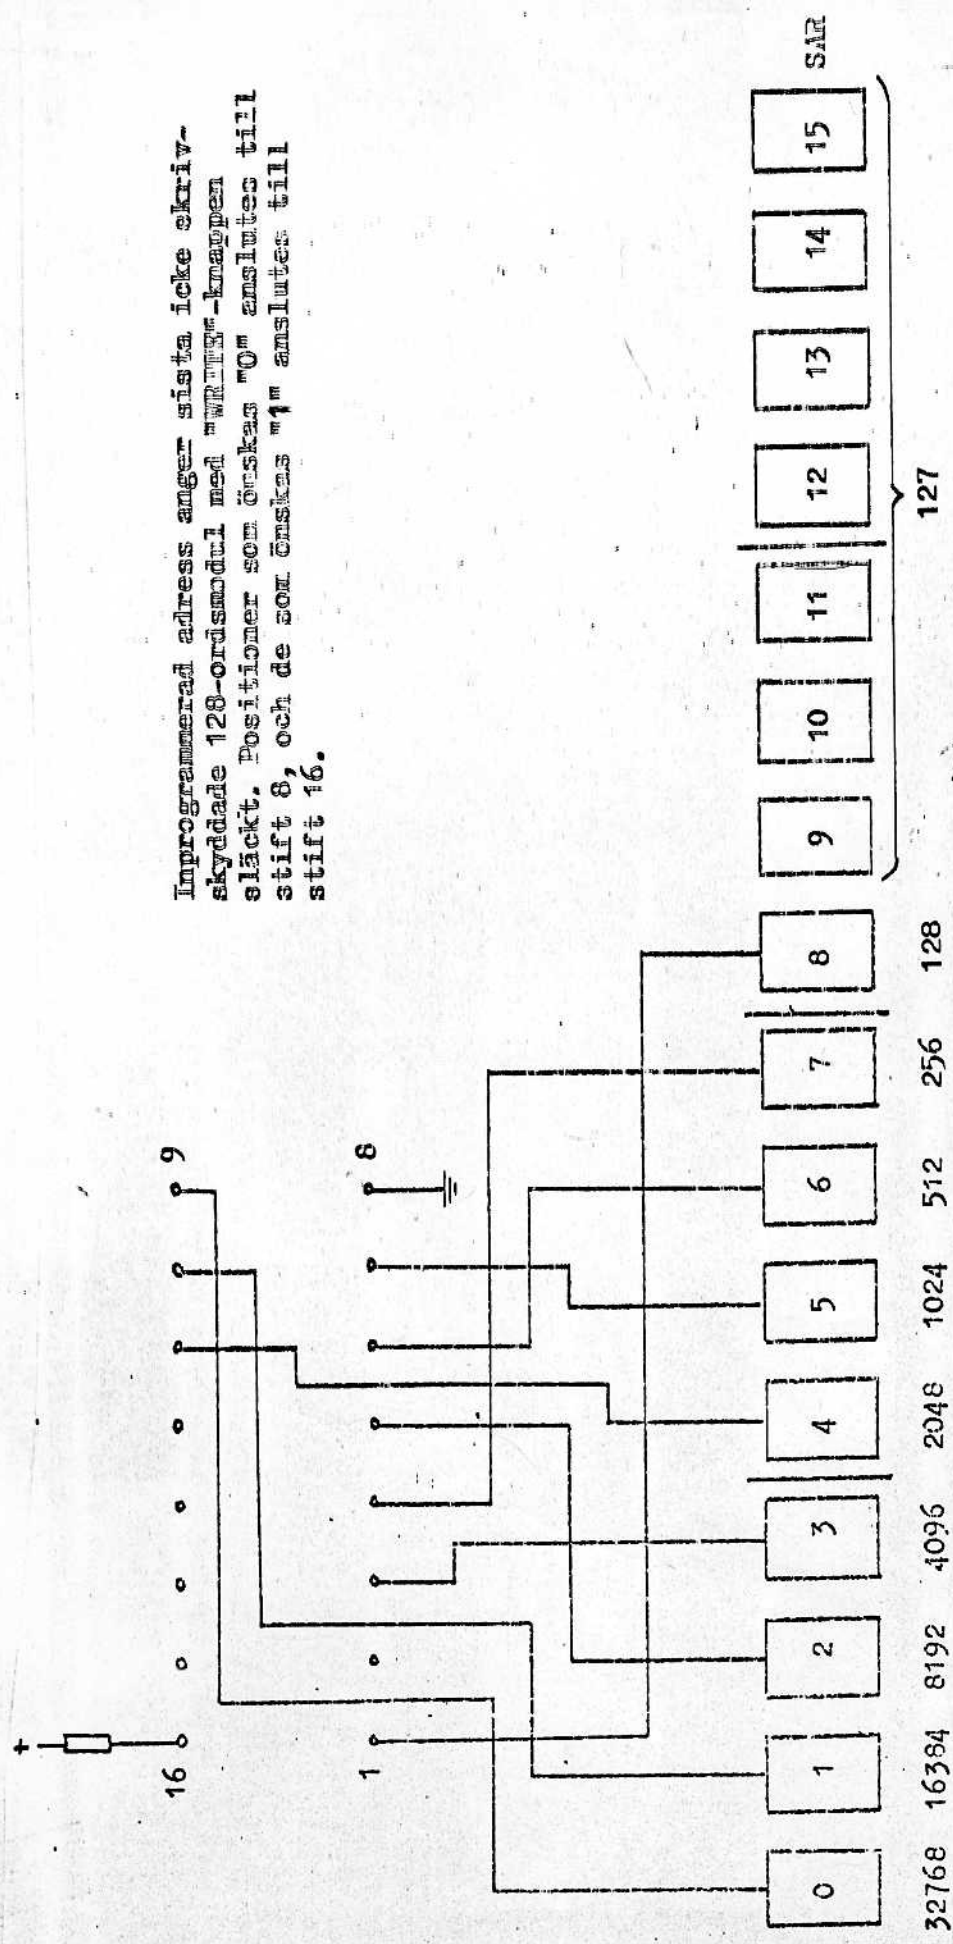 Inprogrammerad adress anger sista icke skriv-
skyddade 128-ordsmodul med "WRITE"-knappen
släckt. Positioner som önskas "0" anslutes till
stift 8, och de som önskas "1" anslutes till
stift 16.
+
16 9
1 8
0 1 2 3 4 5 6 7 8 9 10 11 12 13 14 15 SAR
32768 16384 8192 4096 2048 1024 512 256 128 127